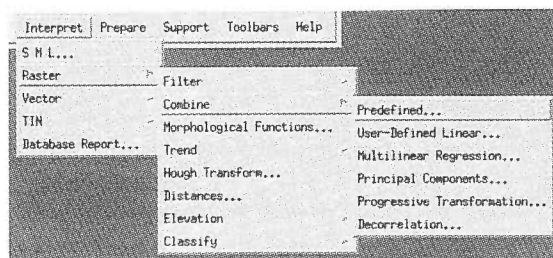 Interpret Prepare Support Toolbars Help
S M L...
Raster
Vector
TIN
Database Report...
Filter
Combine
Morphological Functions...
Trend
Hough Transform...
Distances...
Elevation
Classify
Predefined...
User-Defined Linear...
Multilinear Regression...
Principal Components...
Progressive Transformation...
Decorrelation...